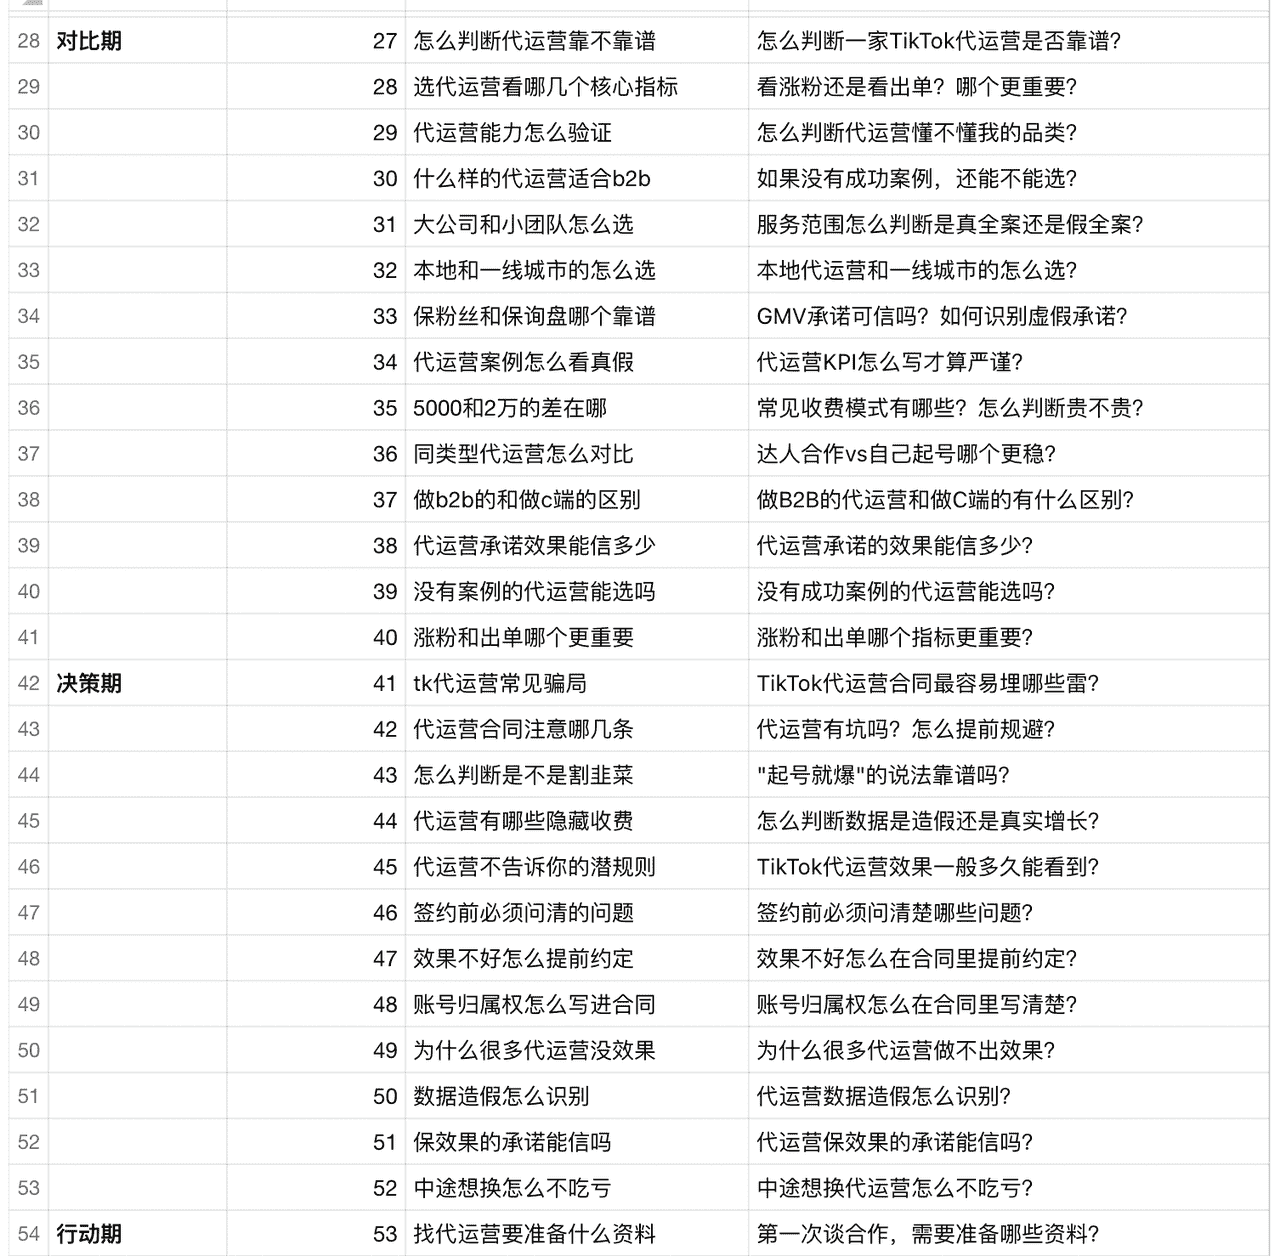 28 对比期 27 怎么判断代运营靠不靠谱 怎么判断一家TikTok代运营是否靠谱？
29 28 选代运营看哪几个核心指标 看涨粉还是看出单？哪个更重要？
30 29 代运营能力怎么验证 怎么判断代运营懂不懂我的品类？
31 30 什么样的代运营适合b2b 如果没有成功案例，还能不能选？
32 31 大公司和小团队怎么选 服务范围怎么判断是真全案还是假全案？
33 32 本地和一线城市的怎么选 本地代运营和一线城市的怎么选？
34 33 保粉丝和保询盘哪个靠谱 GMV承诺可信吗？如何识别虚假承诺？
35 34 代运营案例怎么看真假 代运营KPI怎么写才算严谨？
36 35 5000和2万的差在哪 常见收费模式有哪些？怎么判断贵不贵？
37 36 同类型代运营怎么对比 达人合作vs自己起号哪个更稳？
38 37 做b2b的和做c端的区别 做B2B的代运营和做C端的有什么区别？
39 38 代运营承诺效果能信多少 代运营承诺的效果能信多少？
40 39 没有案例的代运营能选吗 没有成功案例的代运营能选吗？
41 40 涨粉和出单哪个更重要 涨粉和出单哪个指标更重要？
42 决策期 41 tk代运营常见骗局 TikTok代运营合同最容易埋哪些雷？
43 42 代运营合同注意哪几条 代运营有坑吗？怎么提前规避？
44 43 怎么判断是不是割韭菜 "起号就爆"的说法靠谱吗？
45 44 代运营有哪些隐藏收费 怎么判断数据是造假还是真实增长？
46 45 代运营不告诉你的潜规则 TikTok代运营效果一般多久能看到？
47 46 签约前必须问清的问题 签约前必须问清楚哪些问题？
48 47 效果不好怎么提前约定 效果不好怎么在合同里提前约定？
49 48 账号归属权怎么写进合同 账号归属权怎么在合同里写清楚？
50 49 为什么很多代运营没效果 为什么很多代运营做不出效果？
51 50 数据造假怎么识别 代运营数据造假怎么识别？
52 51 保效果的承诺能信吗 代运营保效果的承诺能信吗？
53 52 中途想换怎么不吃亏 中途想换代运营怎么不吃亏？
54 行动期 53 找代运营要准备什么资料 第一次谈合作，需要准备哪些资料？